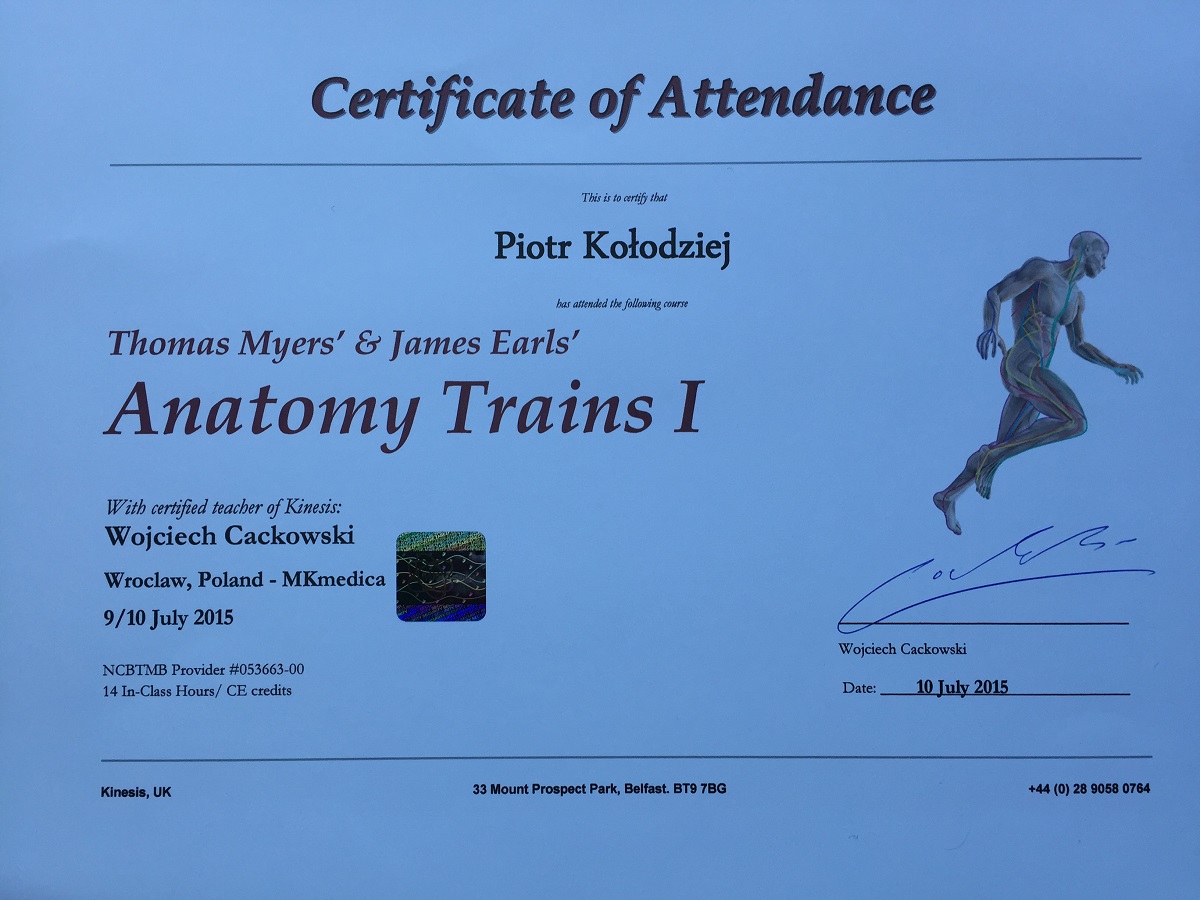 Certificate of Attendance
This is to certify that
Piotr Kołodziej
has attended the following course
Thomas Myers’ & James Earls’
Anatomy Trains I
With certified teacher of Kinesis:
Wojciech Cackowski
Wroclaw, Poland - MKmedica
9/10 July 2015
NCBTMB Provider #053663-00
14 In-Class Hours/ CE credits
Wojciech Cackowski
Date: 10 July 2015
Kinesis, UK
33 Mount Prospect Park, Belfast. BT9 7BG
+44 (0) 28 9058 0764